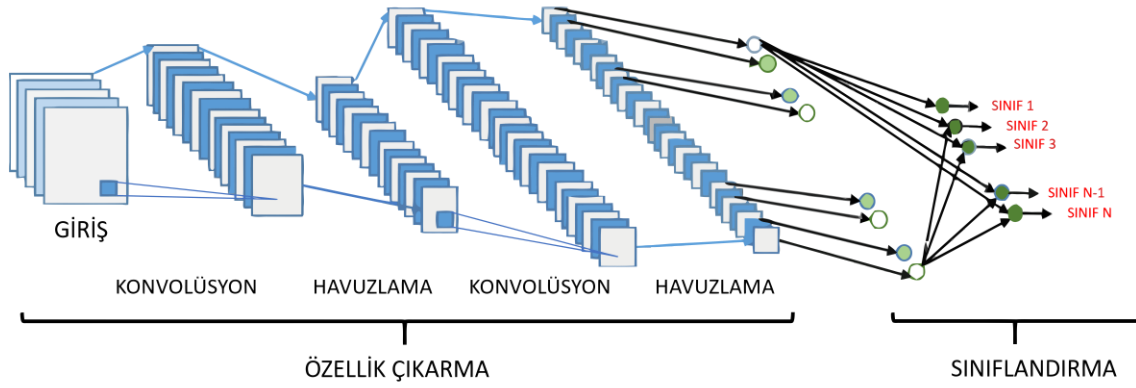 SINIF 1
SINIF 2
SINIF 3
SINIF N-1
SINIF N
GİRİŞ
KONVOLÜSYON
HAVUZLAMA
KONVOLÜSYON
HAVUZLAMA
ÖZELLİK ÇIKARMA
SINIFLANDIRMA